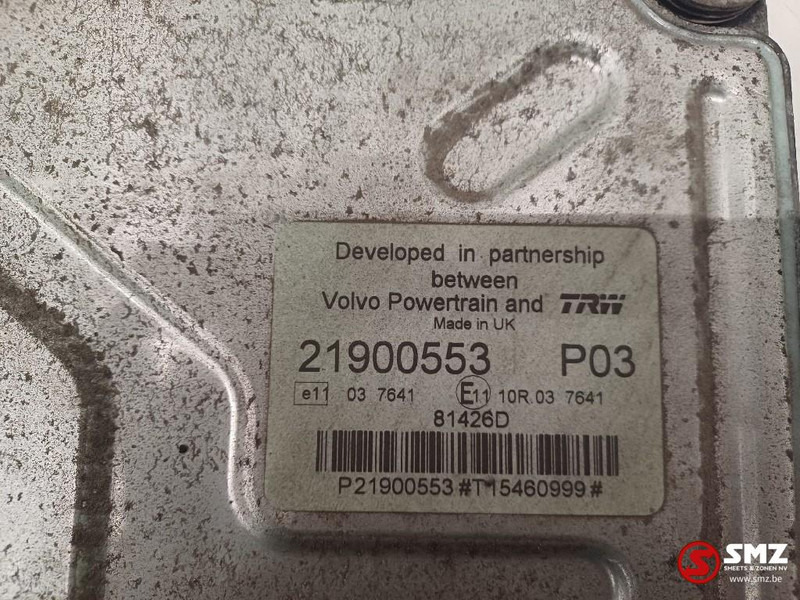 Developed in partnership
between
Volvo Powertrain and TRW
Made in UK
21900553 P03
e11 03 7641 E11 10R.03 7641
81426D
P21900553#T15460999#
SMZ
SHEETS & ZONEN NV
www.smz.be